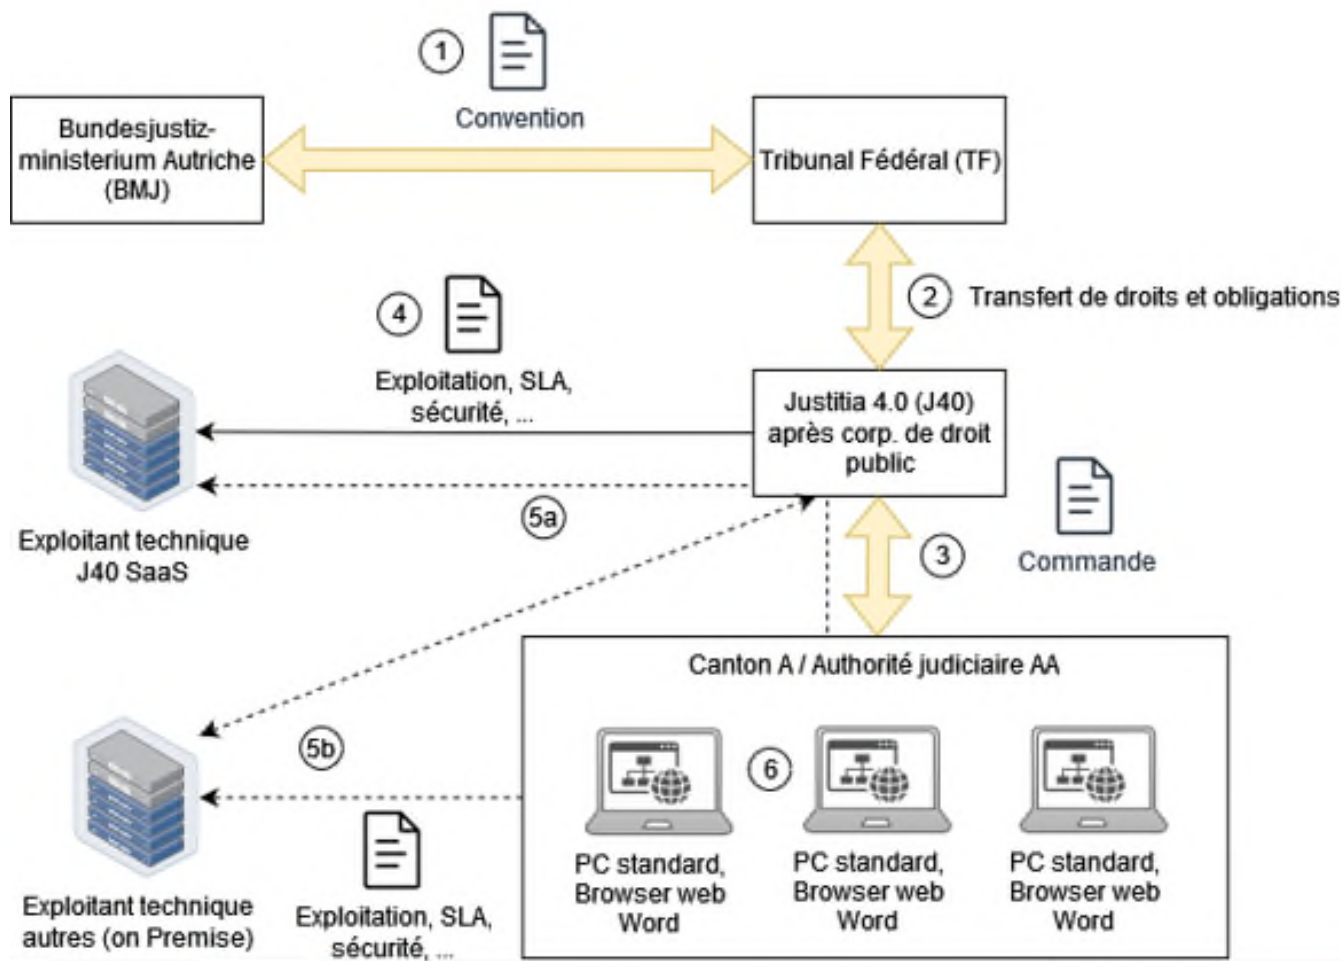 1
Convention
Bundesjustiz-
ministerium Autriche
(BMJ)
Tribunal Fédéral (TF)
2
Transfert de droits et obligations
4
Exploitation, SLA,
sécurité, ...
Justitia 4.0 (J40)
après corp. de droit
public
5a
Exploitant technique
J40 SaaS
3
Commande
Canton A / Authorité judiciaire AA
5b
6
PC standard,
Browser web
Word
PC standard,
Browser web
Word
PC standard,
Browser web
Word
Exploitant technique
autres (on Premise)
Exploitation, SLA,
sécurité, ...